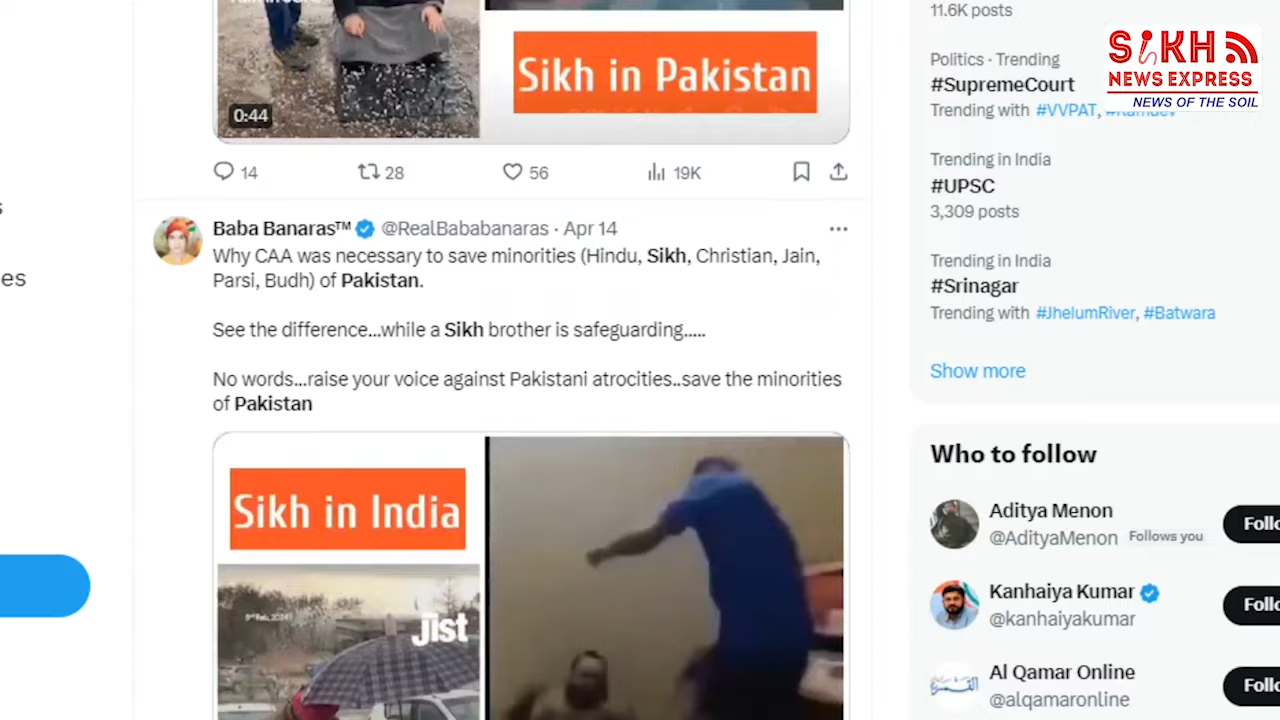 Sikh in Pakistan
0:44
14
28
56
19K
Baba Banaras™ @RealBababanaras · Apr 14
Why CAA was necessary to save minorities (Hindu, Sikh, Christian, Jain,
Parsi, Budh) of Pakistan.
See the difference...while a Sikh brother is safeguarding.....
No words...raise your voice against Pakistani atrocities..save the minorities
of Pakistan
Sikh in India
Jist
es
11.6K posts
Politics · Trending
#SupremeCourt
Trending with #VVPAT,
Trending in India
#UPSC
3,309 posts
Trending in India
#Srinagar
Trending with #JhelumRiver, #Batwara
Show more
Who to follow
Aditya Menon
@AdityaMenon Follows you
Follo
Kanhaiya Kumar
@kanhaiyakumar
Follo
Al Qamar Online
@alqamaronline
Follo
SIKH
NEWS EXPRESS
NEWS OF THE SOIL